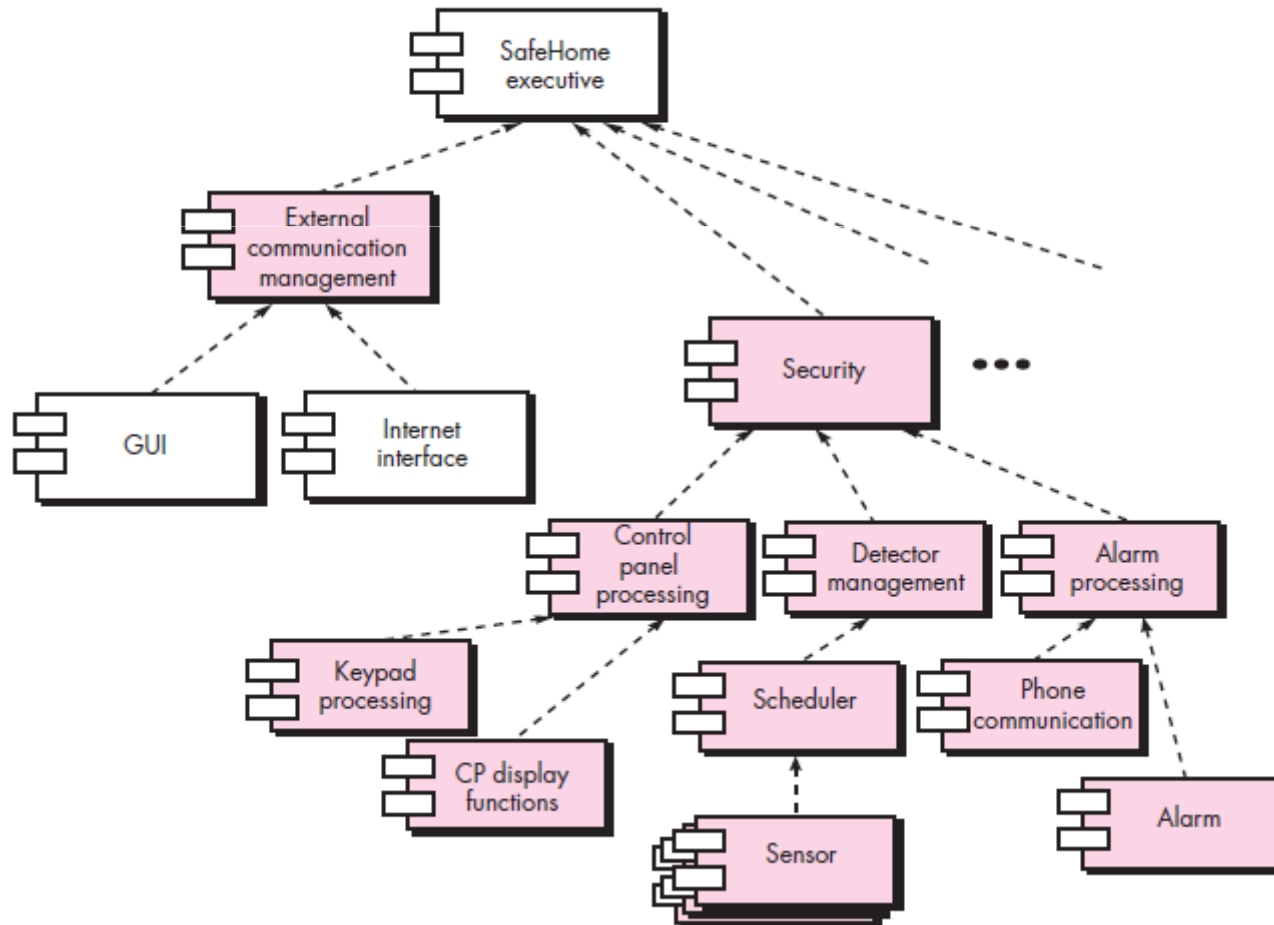 SafeHome
executive
External
communication
management
Security
GUI
Internet
interface
Control
panel
processing
Detector
management
Alarm
processing
Keypad
processing
Scheduler
Phone
communication
CP display
functions
Sensor
Alarm